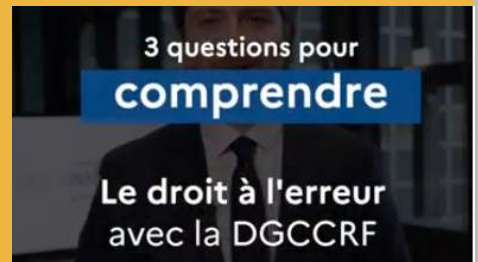 3 questions pour
comprendre
Le droit à l'erreur
avec la DGCCRF